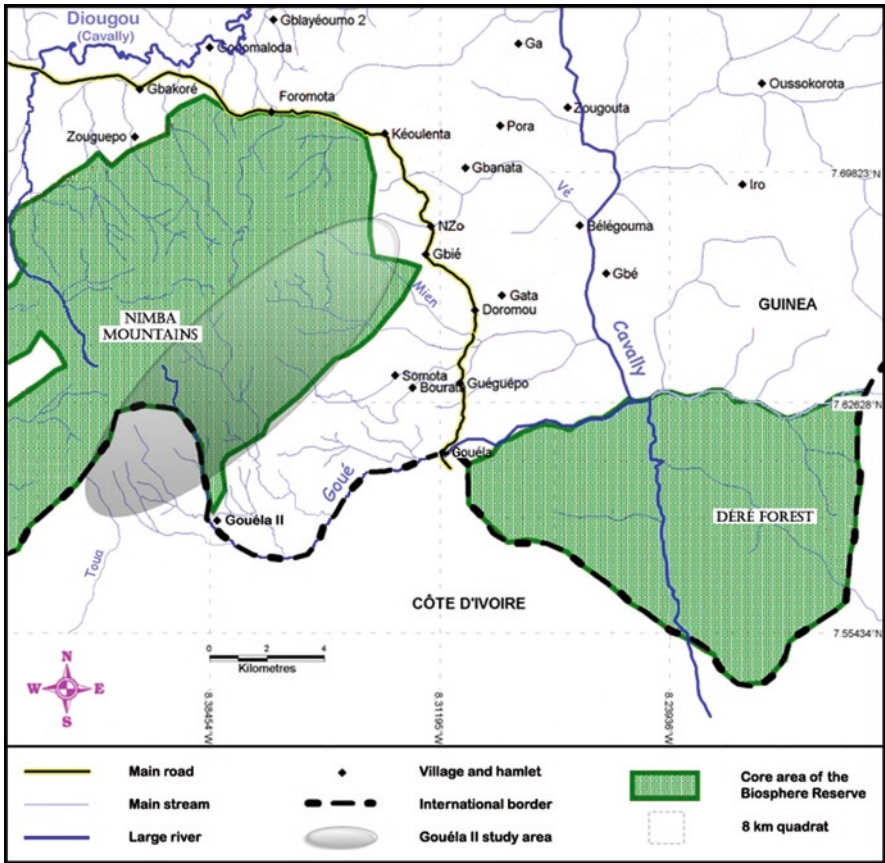 Diougou
(Cavally)
Gblayéoumo 2
Gogomaloda
Ga
Gbakoré
Foromota
Zougouta
Oussokorota
Zouguepo
Kéoulenta
Pora
Gbanata
7.69823°N
Vé
Iro
NZo
Bélégouma
Gbié
Gbé
Mien
Gata
GUINEA
NIMBA
MOUNTAINS
Doromou
Cavally
Somota
Bourata
Guéguépo
7.62628°N
Gouéla
Goué
Gouéla II
DÉRÉ FOREST
Toua
CÔTE D'IVOIRE
7.55434°N
0 2 4
Kilometres
N
W E
S
8.38454°W
8.31195°W
8.23936°W
Main road
Village and hamlet
Core area of the
Biosphere Reserve
Main stream
International border
Large river
Gouéla II study area
8 km quadrat